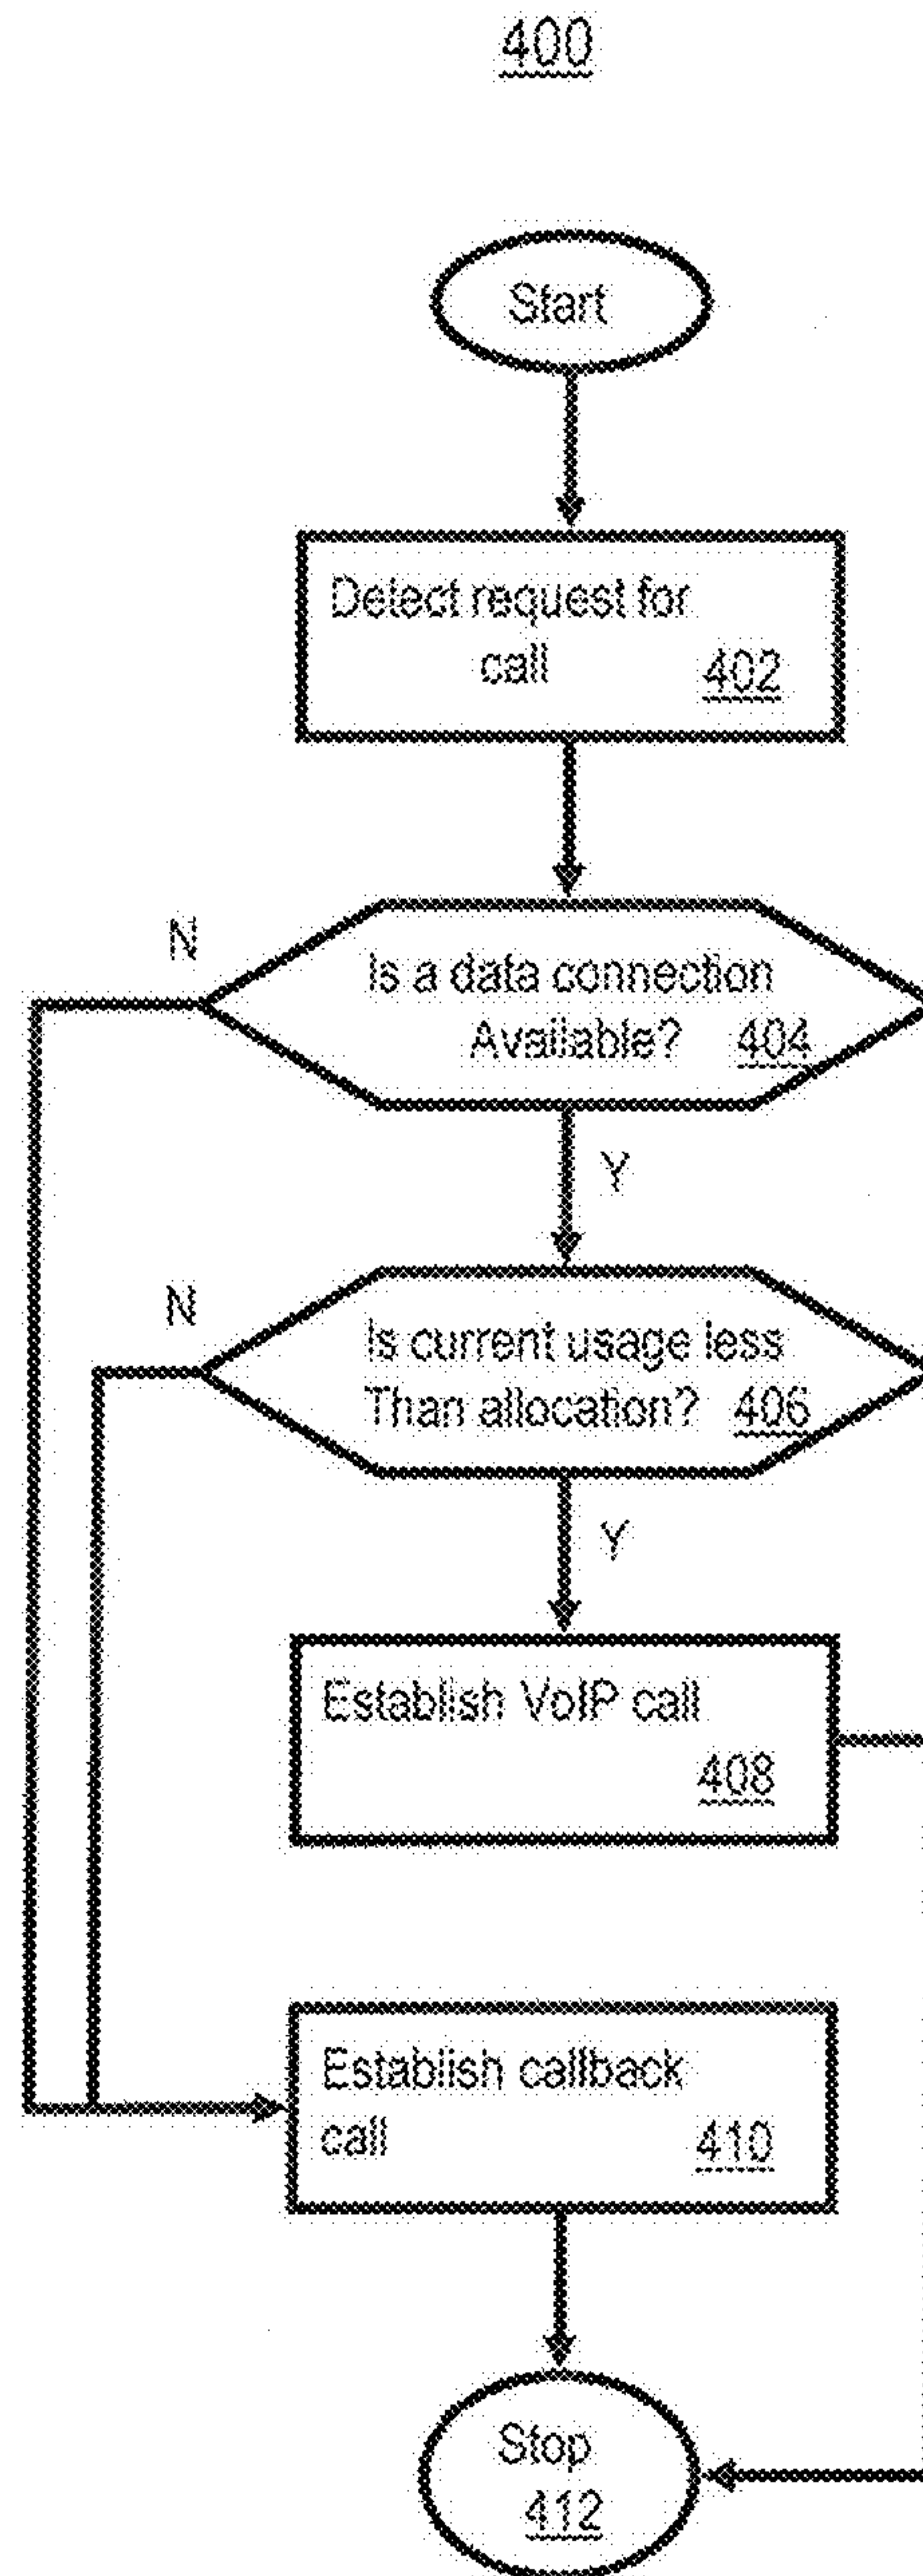 400
Start
Detect request for
call 402
N
Is a data connection
Available? 404
Y
N
Is current usage less
Than allocation? 406
Y
Establish VoIP call
408
Establish callback
call 410
Stop
412